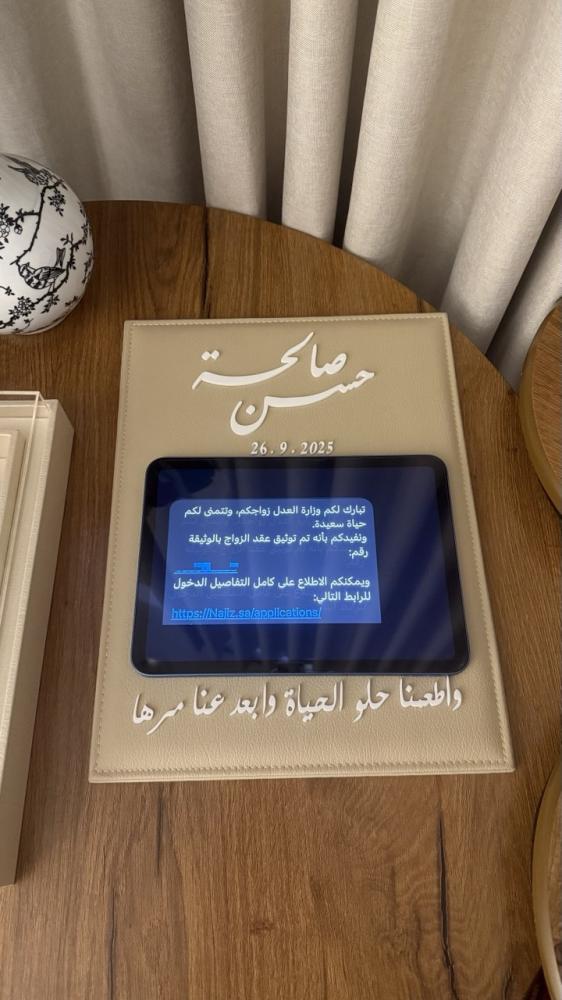 صالحة
حسن
26.9.2025
تبارك لكم وزارة العدل زواجكم، وتتمنى لكم
حياة سعيدة.
ونفيدكم بأنه تم توثيق عقد الزواج بالوثيقة
رقم:
ويمكنكم الاطلاع على كامل التفاصيل الدخول
للرابط التالي:
https://Najiz.sa/applications/
وأطعمنا حلو الحياة وابعد عنا مرها